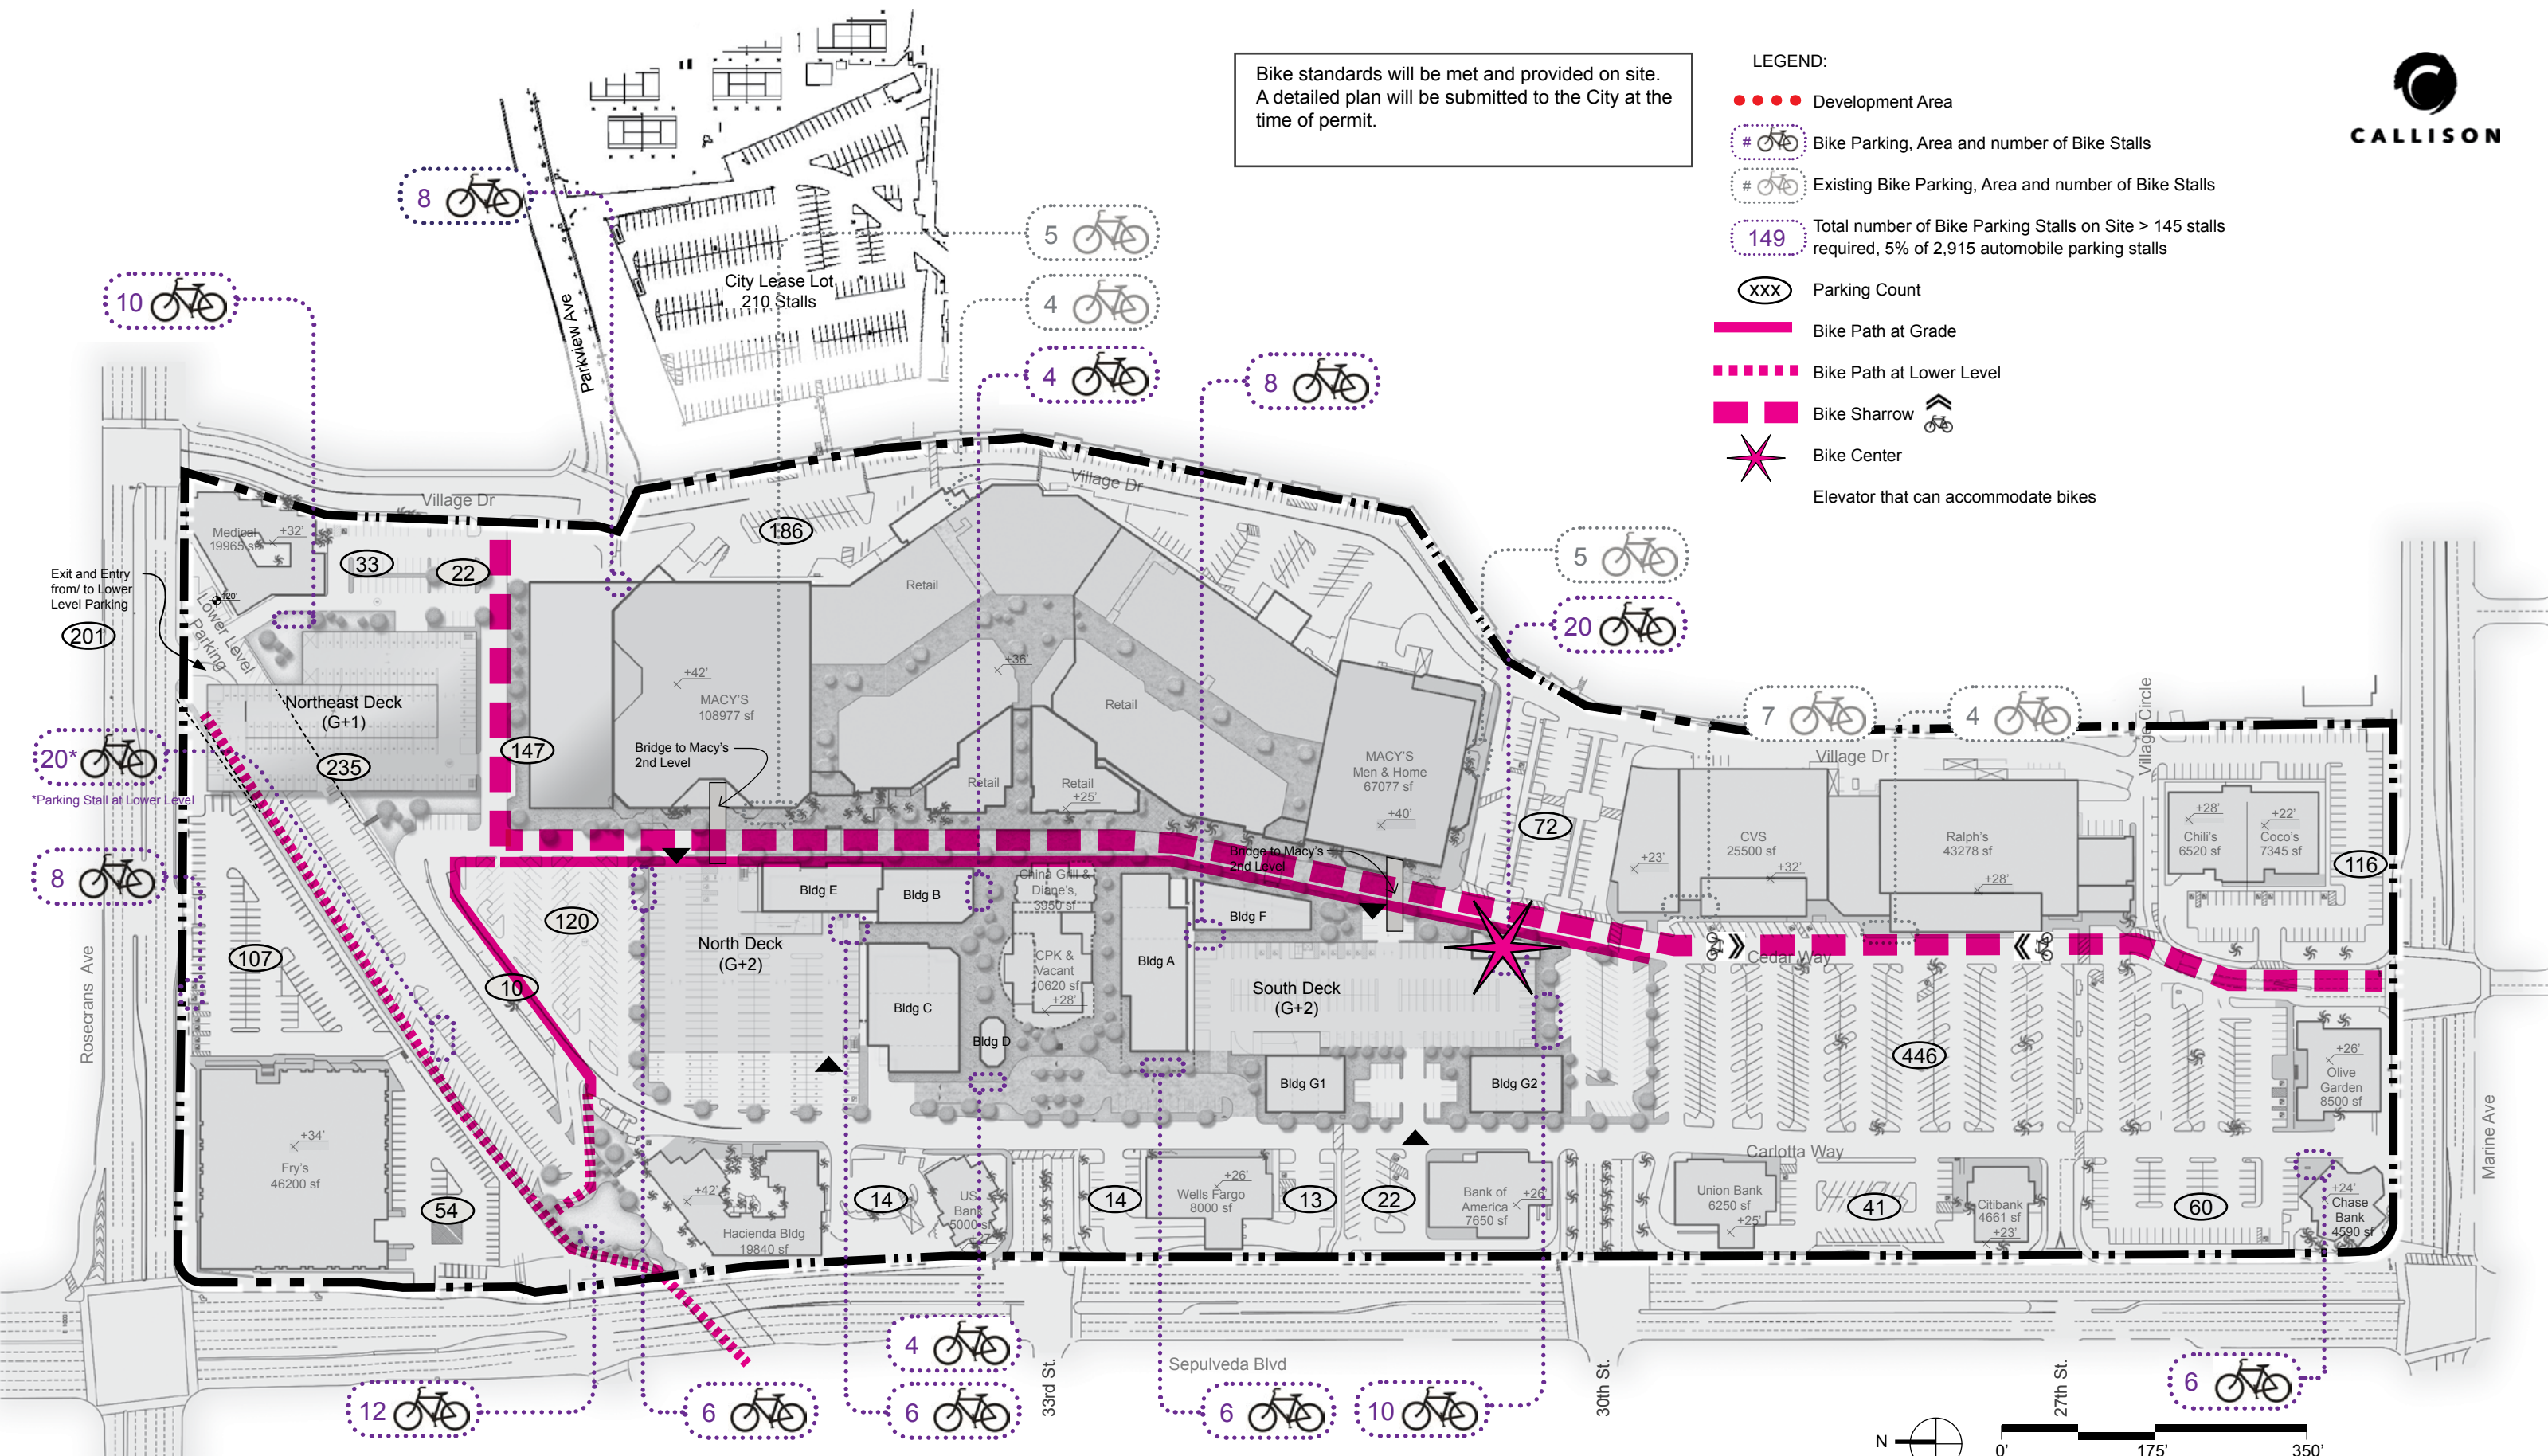 Bike standards will be met and provided on site.
A detailed plan will be submitted to the City at the
time of permit.
LEGEND:
Development Area
# Bike Parking, Area and number of Bike Stalls
# Existing Bike Parking, Area and number of Bike Stalls
149 Total number of Bike Parking Stalls on Site > 145 stalls
required, 5% of 2,915 automobile parking stalls
XXX Parking Count
Bike Path at Grade
Bike Path at Lower Level
Bike Sharrow
Bike Center
Elevator that can accommodate bikes
CALLISON
8
10
5
4
4
8
5
20
7
4
City Lease Lot
210 Stalls
Parkview Ave
Village Dr
Village Dr
Village Dr
Village Circle
Medical
19965 sf
+32'
33
22
186
Exit and Entry
from/ to Lower
Level Parking
201
Lower Level
Parking
Northeast Deck
(G+1)
235
147
20*
*Parking Stall at Lower Level
8
Rosecrans Ave
107
10
120
+42'
MACY'S
108977 sf
Bridge to Macy's
2nd Level
Retail
+36'
Retail
Retail
Retail
+25'
MACY'S
Men & Home
67077 sf
+40'
Bridge to Macy's
2nd Level
72
+23'
CVS
25500 sf
+32'
Ralph's
43278 sf
+28'
+28'
Chili's
6520 sf
+22'
Coco's
7345 sf
116
Bldg E
Bldg B
China Grill &
Diane's,
3950 sf
Bldg F
North Deck
(G+2)
Bldg C
Bldg D
CPK &
Vacant
10620 sf
+28'
Bldg A
South Deck
(G+2)
Bldg G1
Bldg G2
Cedar Way
446
+26'
Olive
Garden
8500 sf
Marine Ave
Carlotta Way
+34'
Fry's
46200 sf
54
+42'
Hacienda Bldg
19840 sf
14
US
Bank
5000 sf
14
+26'
Wells Fargo
8000 sf
13
22
Bank of
America
7650 sf
+26'
Union Bank
6250 sf
+25'
41
Citibank
4661 sf
+23'
60
+24'
Chase
Bank
4590 sf
Sepulveda Blvd
33rd St.
30th St.
27th St.
12
6
4
6
6
10
6
N
0'
175'
350'